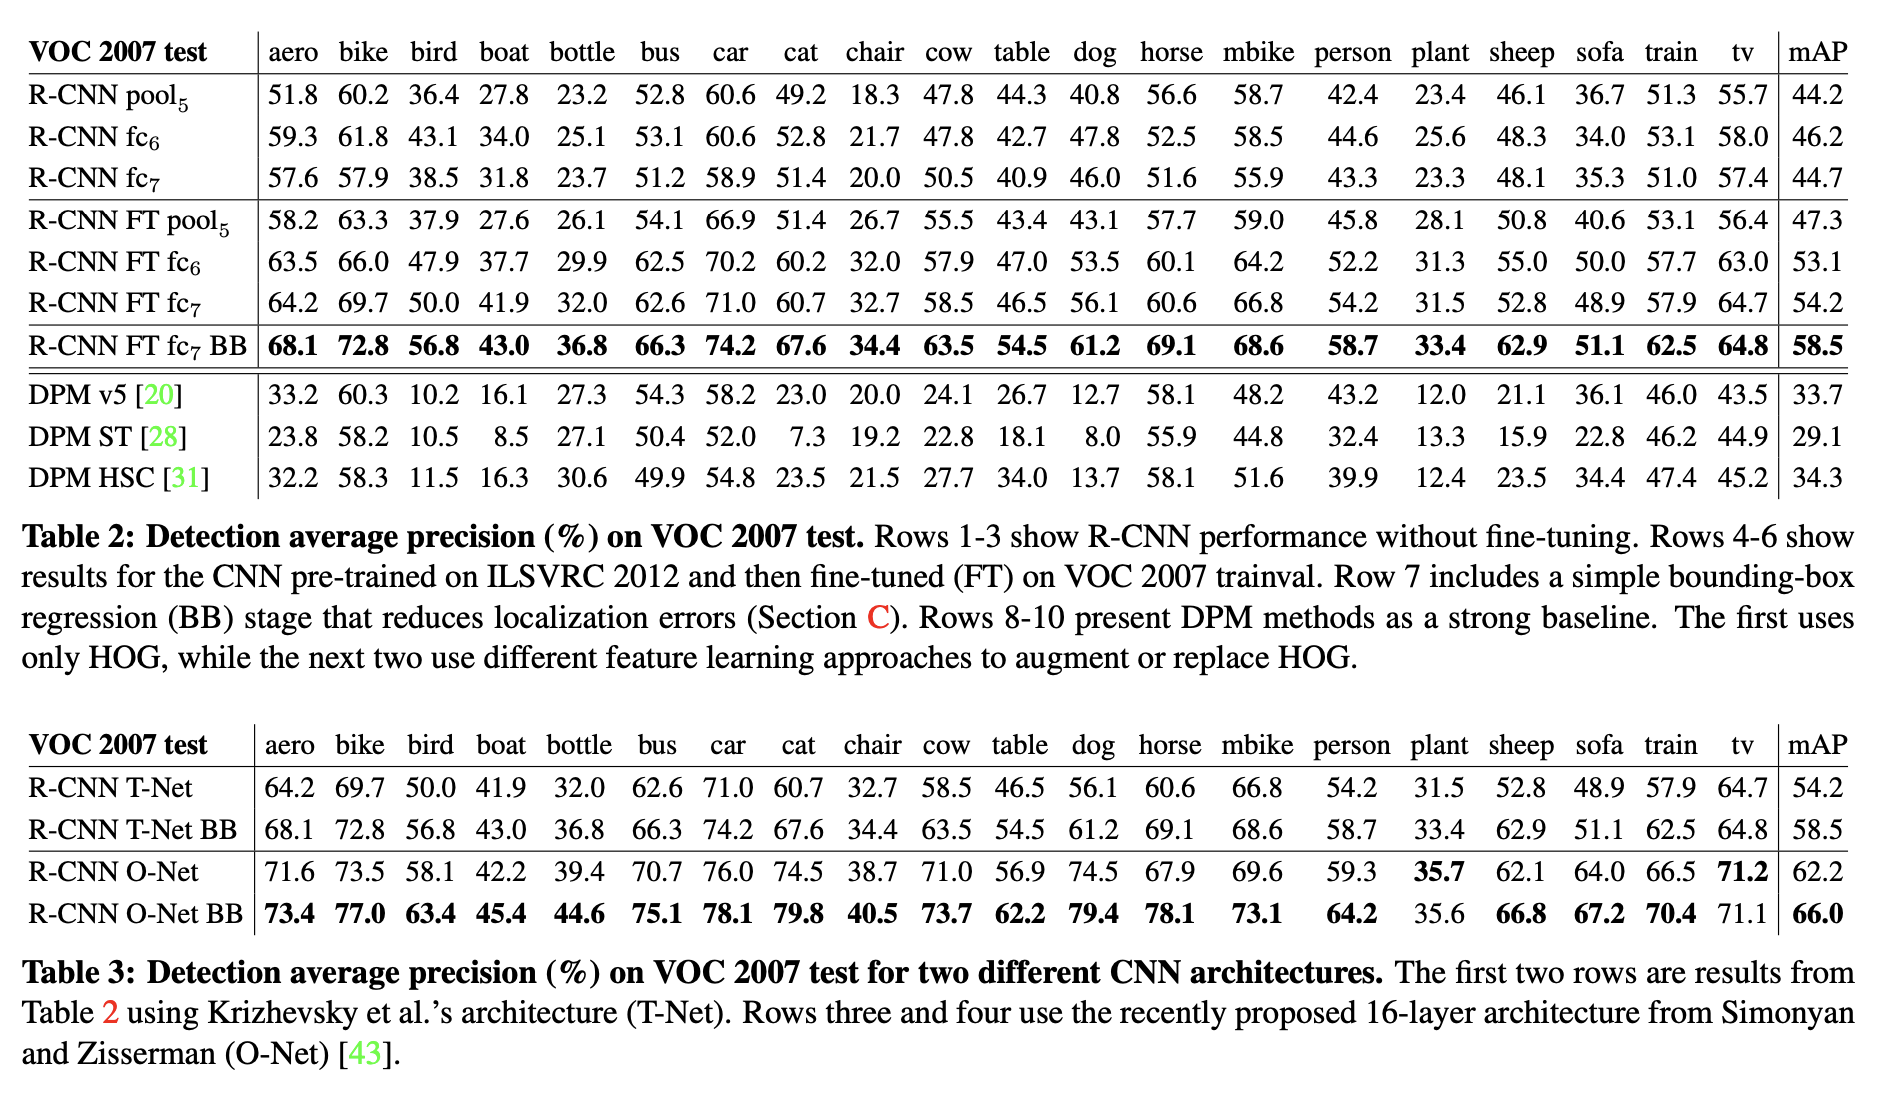 VOC 2007 test aero bike bird boat bottle bus car cat chair cow table dog horse mbike person plant sheep sofa train tv mAP
R-CNN pool5 51.8 60.2 36.4 27.8 23.2 52.8 60.6 49.2 18.3 47.8 44.3 40.8 56.6 58.7 42.4 23.4 46.1 36.7 51.3 55.7 44.2
R-CNN fc6 59.3 61.8 43.1 34.0 25.1 53.1 60.6 52.8 21.7 47.8 42.7 47.8 52.5 58.5 44.6 25.6 48.3 34.0 53.1 58.0 46.2
R-CNN fc7 57.6 57.9 38.5 31.8 23.7 51.2 58.9 51.4 20.0 50.5 40.9 46.0 51.6 55.9 43.3 23.3 48.1 35.3 51.0 57.4 44.7
R-CNN FT pool5 58.2 63.3 37.9 27.6 26.1 54.1 66.9 51.4 26.7 55.5 43.4 43.1 57.7 59.0 45.8 28.1 50.8 40.6 53.1 56.4 47.3
R-CNN FT fc6 63.5 66.0 47.9 37.7 29.9 62.5 70.2 60.2 32.0 57.9 47.0 53.5 60.1 64.2 52.2 31.3 55.0 50.0 57.7 63.0 53.1
R-CNN FT fc7 64.2 69.7 50.0 41.9 32.0 62.6 71.0 60.7 32.7 58.5 46.5 56.1 60.6 66.8 54.2 31.5 52.8 48.9 57.9 64.7 54.2
R-CNN FT fc7 BB 68.1 72.8 56.8 43.0 36.8 66.3 74.2 67.6 34.4 63.5 54.5 61.2 69.1 68.6 58.7 33.4 62.9 51.1 62.5 64.8 58.5
DPM v5 [20] 33.2 60.3 10.2 16.1 27.3 54.3 58.2 23.0 20.0 24.1 26.7 12.7 58.1 48.2 43.2 12.0 21.1 36.1 46.0 43.5 33.7
DPM ST [28] 23.8 58.2 10.5 8.5 27.1 50.4 52.0 7.3 19.2 22.8 18.1 8.0 55.9 44.8 32.4 13.3 15.9 22.8 46.2 44.9 29.1
DPM HSC [31] 32.2 58.3 11.5 16.3 30.6 49.9 54.8 23.5 21.5 27.7 34.0 13.7 58.1 51.6 39.9 12.4 23.5 34.4 47.4 45.2 34.3
Table 2: Detection average precision (%) on VOC 2007 test. Rows 1-3 show R-CNN performance without fine-tuning. Rows 4-6 show
results for the CNN pre-trained on ILSVRC 2012 and then fine-tuned (FT) on VOC 2007 trainval. Row 7 includes a simple bounding-box
regression (BB) stage that reduces localization errors (Section C). Rows 8-10 present DPM methods as a strong baseline. The first uses
only HOG, while the next two use different feature learning approaches to augment or replace HOG.
VOC 2007 test aero bike bird boat bottle bus car cat chair cow table dog horse mbike person plant sheep sofa train tv mAP
R-CNN T-Net 64.2 69.7 50.0 41.9 32.0 62.6 71.0 60.7 32.7 58.5 46.5 56.1 60.6 66.8 54.2 31.5 52.8 48.9 57.9 64.7 54.2
R-CNN T-Net BB 68.1 72.8 56.8 43.0 36.8 66.3 74.2 67.6 34.4 63.5 54.5 61.2 69.1 68.6 58.7 33.4 62.9 51.1 62.5 64.8 58.5
R-CNN O-Net 71.6 73.5 58.1 42.2 39.4 70.7 76.0 74.5 38.7 71.0 56.9 74.5 67.9 69.6 59.3 35.7 62.1 64.0 66.5 71.2 62.2
R-CNN O-Net BB 73.4 77.0 63.4 45.4 44.6 75.1 78.1 79.8 40.5 73.7 62.2 79.4 78.1 73.1 64.2 35.6 66.8 67.2 70.4 71.1 66.0
Table 3: Detection average precision (%) on VOC 2007 test for two different CNN architectures. The first two rows are results from
Table 2 using Krizhevsky et al.'s architecture (T-Net). Rows three and four use the recently proposed 16-layer architecture from Simonyan
and Zisserman (O-Net) [43].